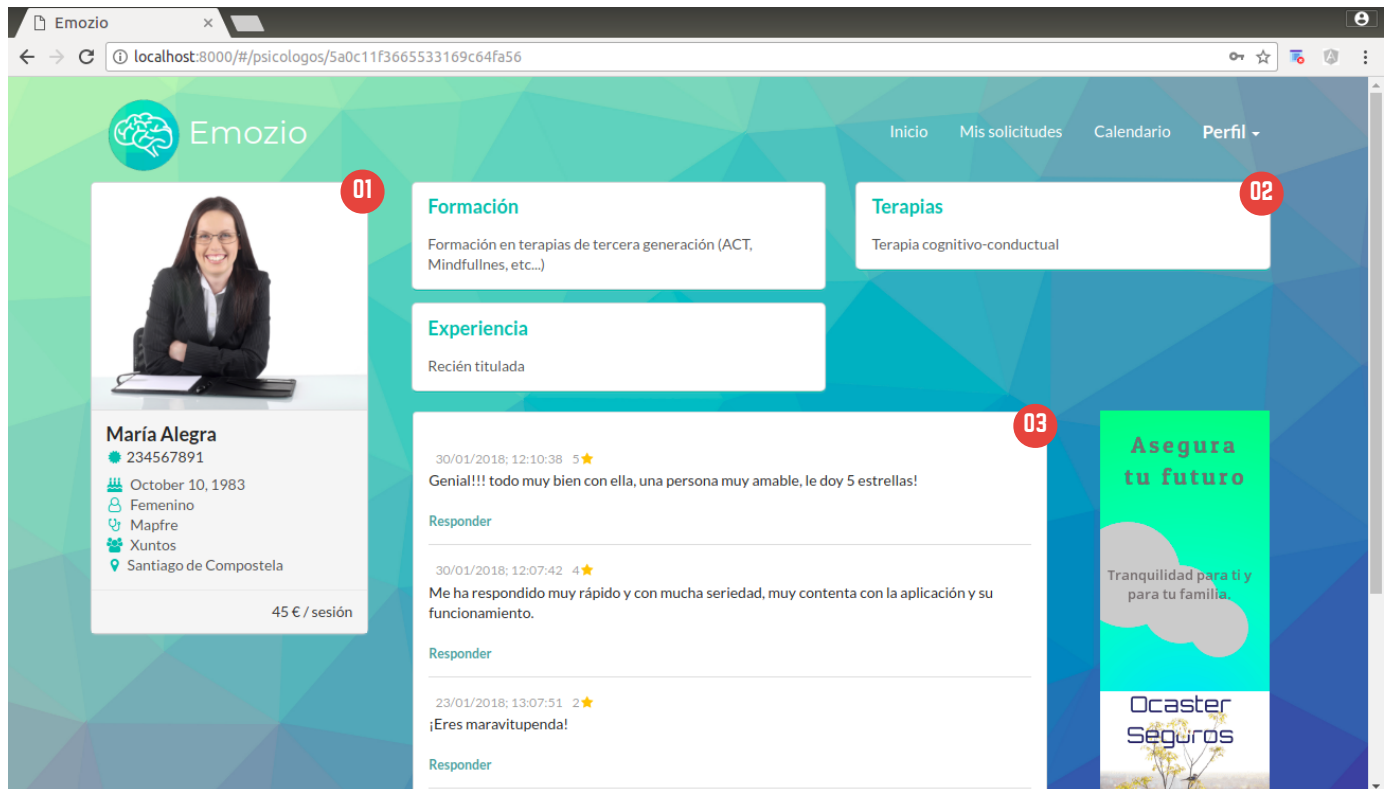 Emozio
localhost:8000/#/psicologos/5a0c11f3665533169c64fa56
Emozio
Inicio Mis solicitudes Calendario Perfil
01
María Alegra
234567891
October 10, 1983
Femenino
Mapfre
Xuntos
Santiago de Compostela
45 € / sesión
Formación
Formación en terapias de tercera generación (ACT,
Mindfullnes, etc...)
02
Terapias
Terapia cognitivo-conductual
Experiencia
Recién titulada
03
30/01/2018; 12:10:38 5
Genial!!! todo muy bien con ella, una persona muy amable, le doy 5 estrellas!
Responder
30/01/2018; 12:07:42 4
Me ha respondido muy rápido y con mucha seriedad, muy contenta con la aplicación y su
funcionamiento.
Responder
23/01/2018; 13:07:51 2
¡Eres maravitupenda!
Responder
Asegura
tu futuro
Tranquilidad para ti y
para tu familia.
Ocaster
Seguros